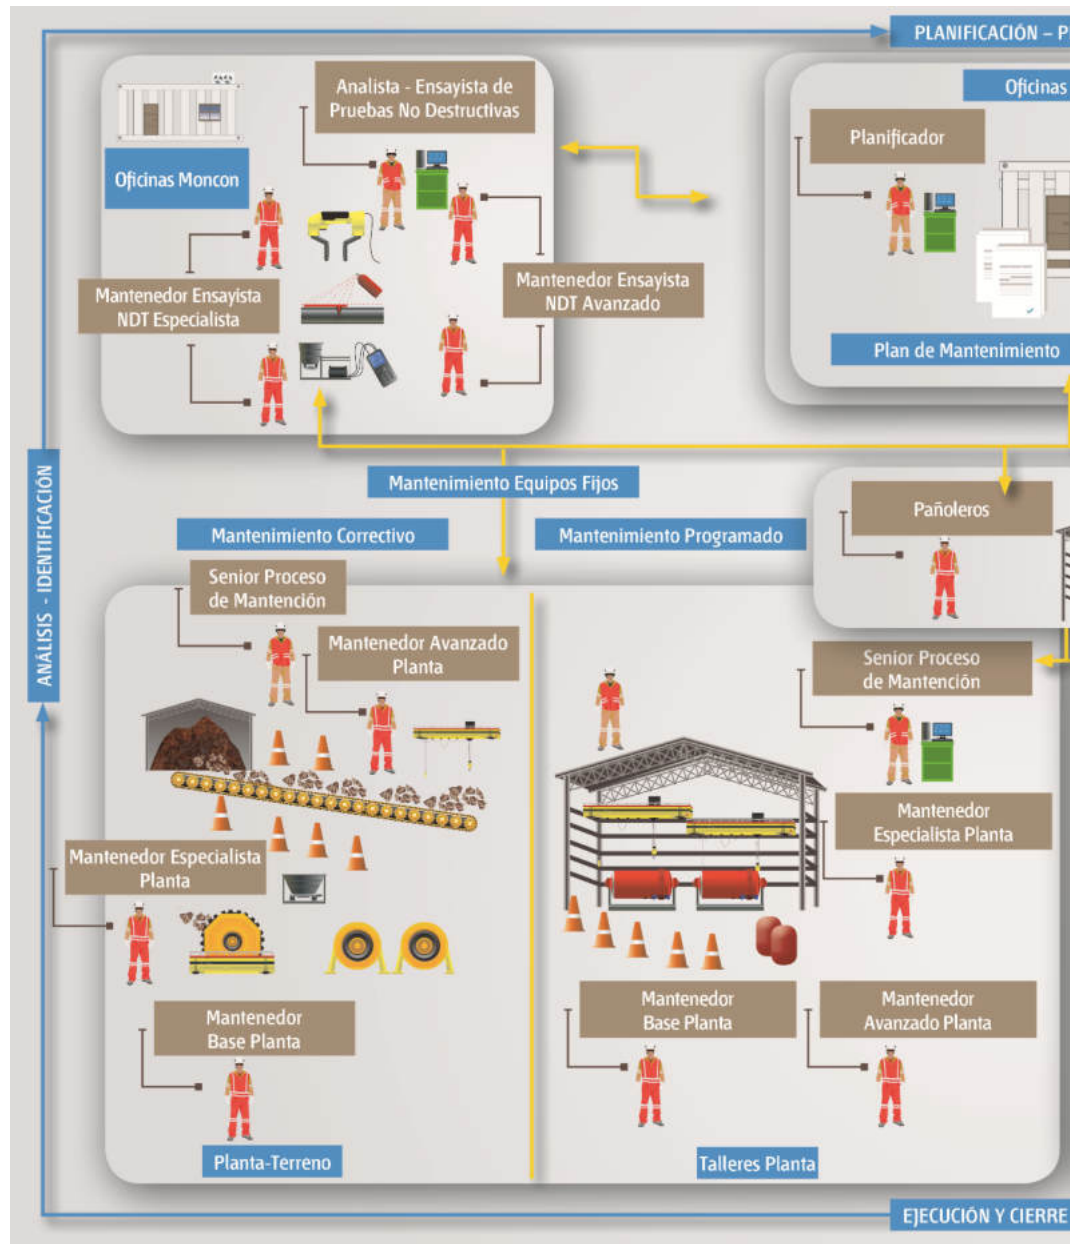 PLANIFICACIÓN – P
Analista - Ensayista de
Pruebas No Destructivas
Oficinas Moncon
Mantenedor Ensayista
NDT Especialista
Mantenedor Ensayista
NDT Avanzado
Oficinas
Planificador
Plan de Mantenimiento
ANÁLISIS - IDENTIFICACIÓN
Mantenimiento Equipos Fijos
Mantenimiento Correctivo
Mantenimiento Programado
Pañoleros
Senior Proceso
de Mantención
Mantenedor Avanzado
Planta
Mantenedor Especialista
Planta
Mantenedor
Base Planta
Planta-Terreno
Senior Proceso
de Mantención
Mantenedor
Especialista Planta
Mantenedor
Base Planta
Mantenedor
Avanzado Planta
Talleres Planta
EJECUCIÓN Y CIERRE